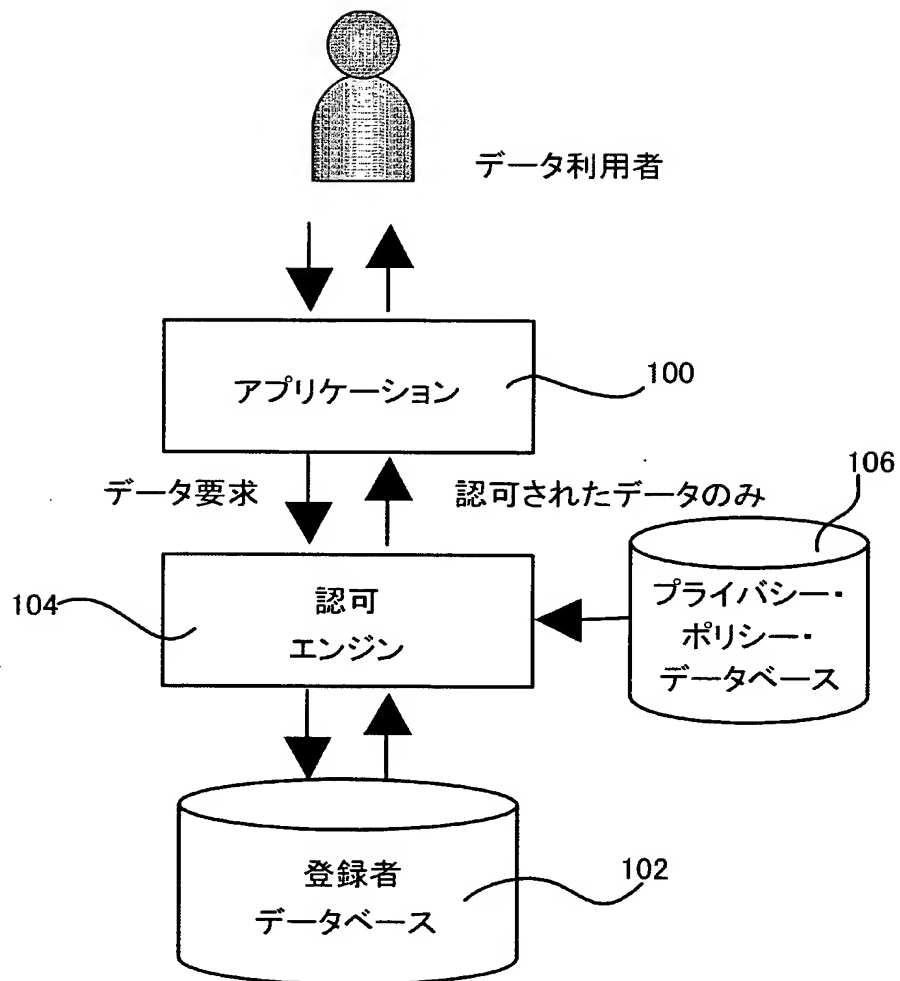 データ利用者
アプリケーション
100
データ要求
認可されたデータのみ
106
104
認可
エンジン
プライバシー・
ポリシー・
データベース
登録者
データベース
102